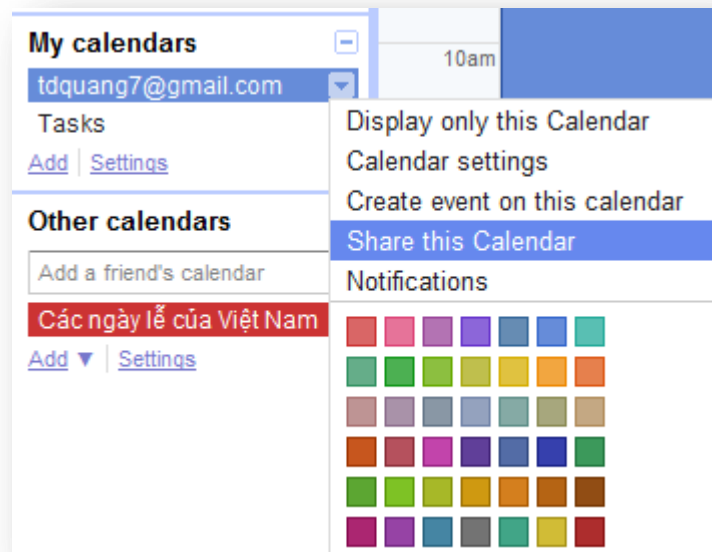 My calendars
tdquang7@gmail.com
Tasks
Add Settings
Other calendars
Add a friend's calendar
Các ngày lễ của Việt Nam
Add ▼ Settings
10am
Display only this Calendar
Calendar settings
Create event on this calendar
Share this Calendar
Notifications